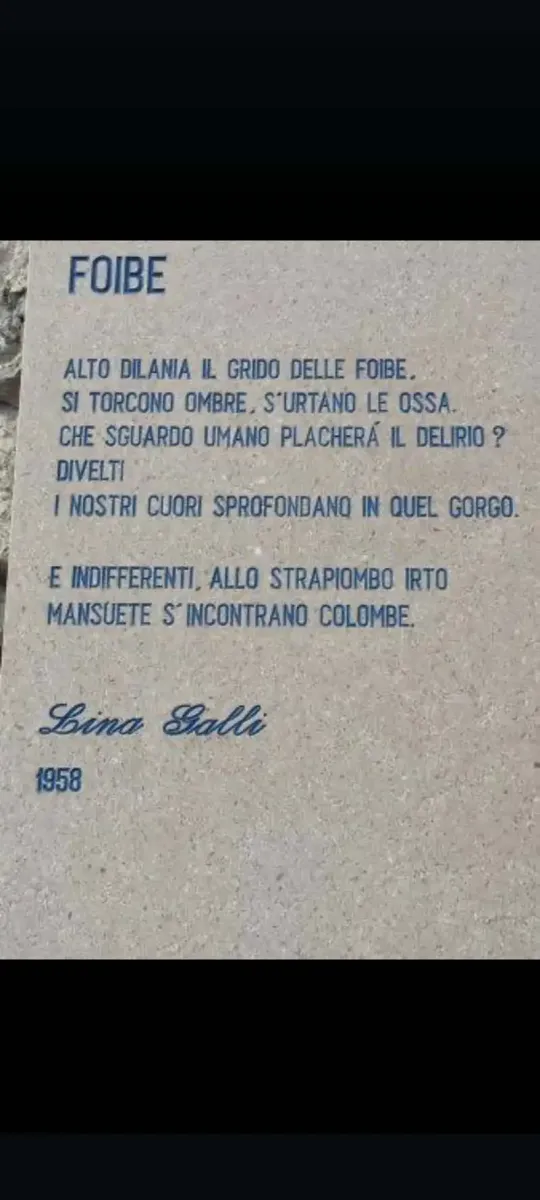 FOIBE
ALTO DILANIA IL GRIDO DELLE FOIBE.
SI TORCONO OMBRE, S'URTANO LE OSSA.
CHE SGUARDO UMANO PLACHERÁ IL DELIRIO ?
DIVELTI
I NOSTRI CUORI SPROFONDANO IN QUEL GORGO.
E INDIFFERENTI, ALLO STRAPIOMBO IRTO
MANSUETE S'INCONTRANO COLOMBE.
Lina Galli
1958